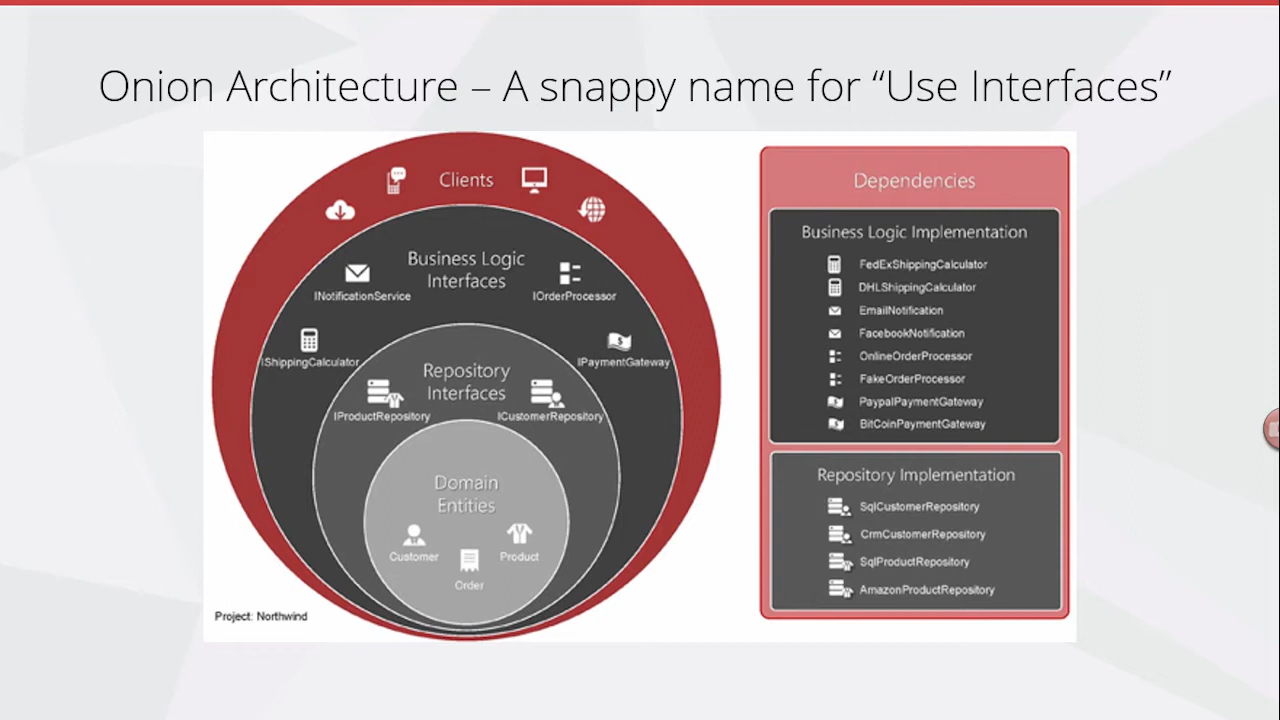 Onion Architecture – A snappy name for “Use Interfaces”
Clients
Business Logic
Interfaces
INotificationService
IOrderProcessor
IShippingCalculator
IPaymentGateway
Repository
Interfaces
IProductRepository
ICustomerRepository
Domain
Entities
Customer
Product
Order
Project: Northwind
Dependencies
Business Logic Implementation
FedExShippingCalculator
DHLShippingCalculator
EmailNotification
FacebookNotification
OnlineOrderProcessor
FakeOrderProcessor
PaypalPaymentGateway
BitCoinPaymentGateway
Repository Implementation
SqlCustomerRepository
CrmCustomerRepository
SqlProductRepository
AmazonProductRepository